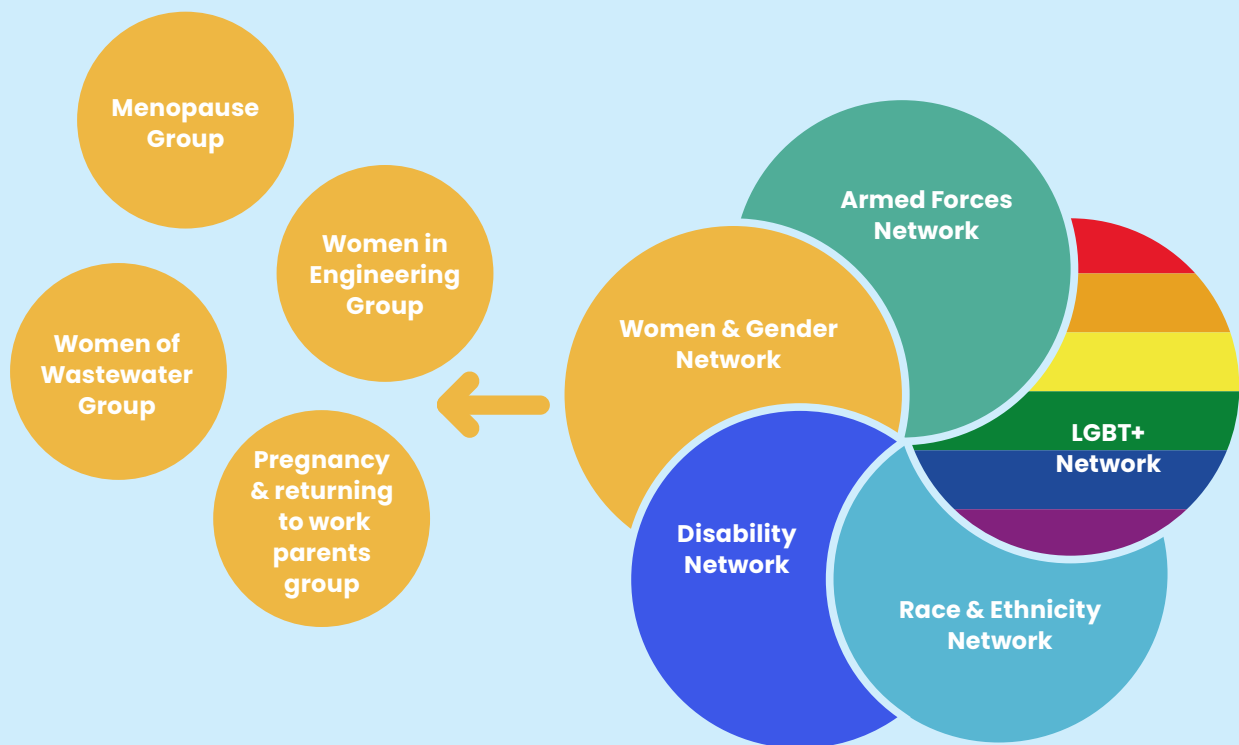 Menopause
Group
Women in
Engineering
Group
Women of
Wastewater
Group
Pregnancy
& returning
to work
parents
group
Armed Forces
Network
Women & Gender
Network
LGBT+
Network
Disability
Network
Race & Ethnicity
Network